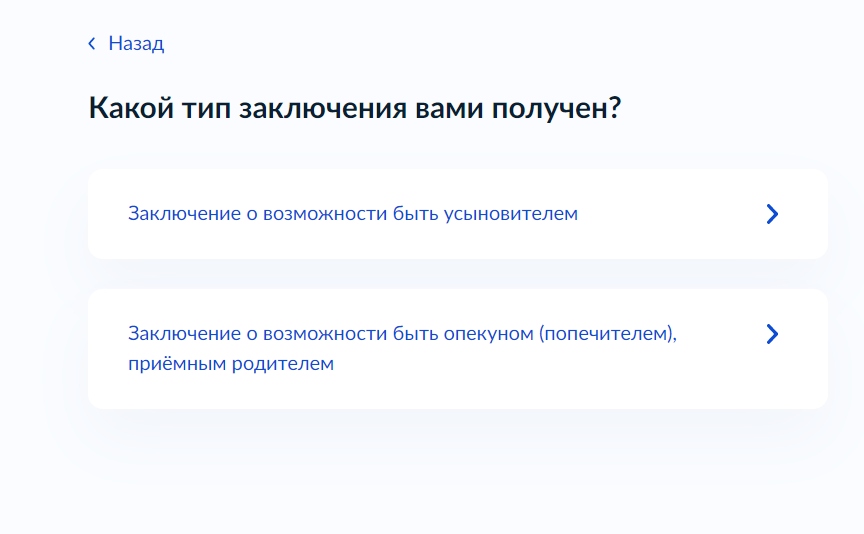 Назад
Какой тип заключения вами получен?
Заключение о возможности быть усыновителем
Заключение о возможности быть опекуном (попечителем),
приёмным родителем